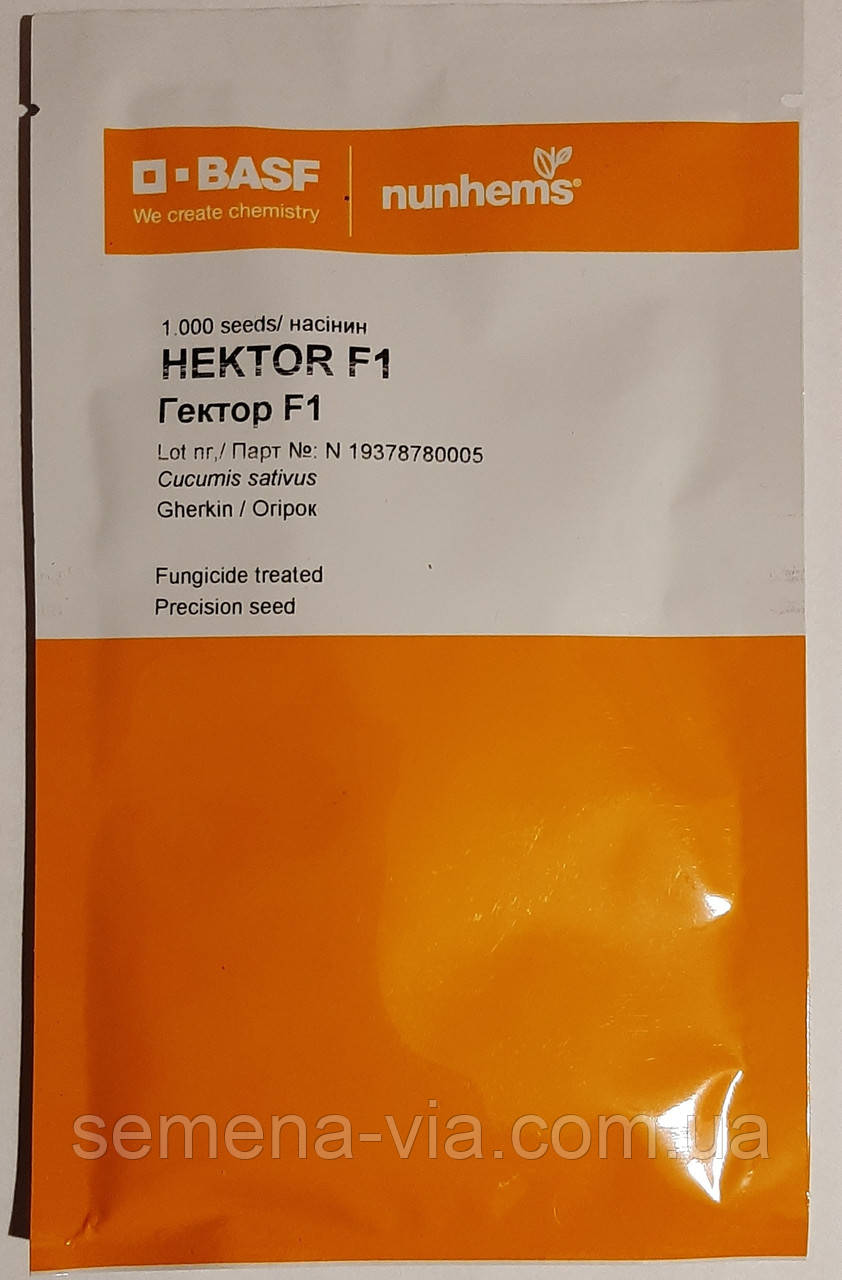 BASF
We create chemistry
nunhems®
1.000 seeds/ насінин
HEKTOR F1
Гектор F1
Lot nr,/ Парт №: N 19378780005
Cucumis sativus
Gherkin / Огірок
Fungicide treated
Precision seed
semena-via.com.ua